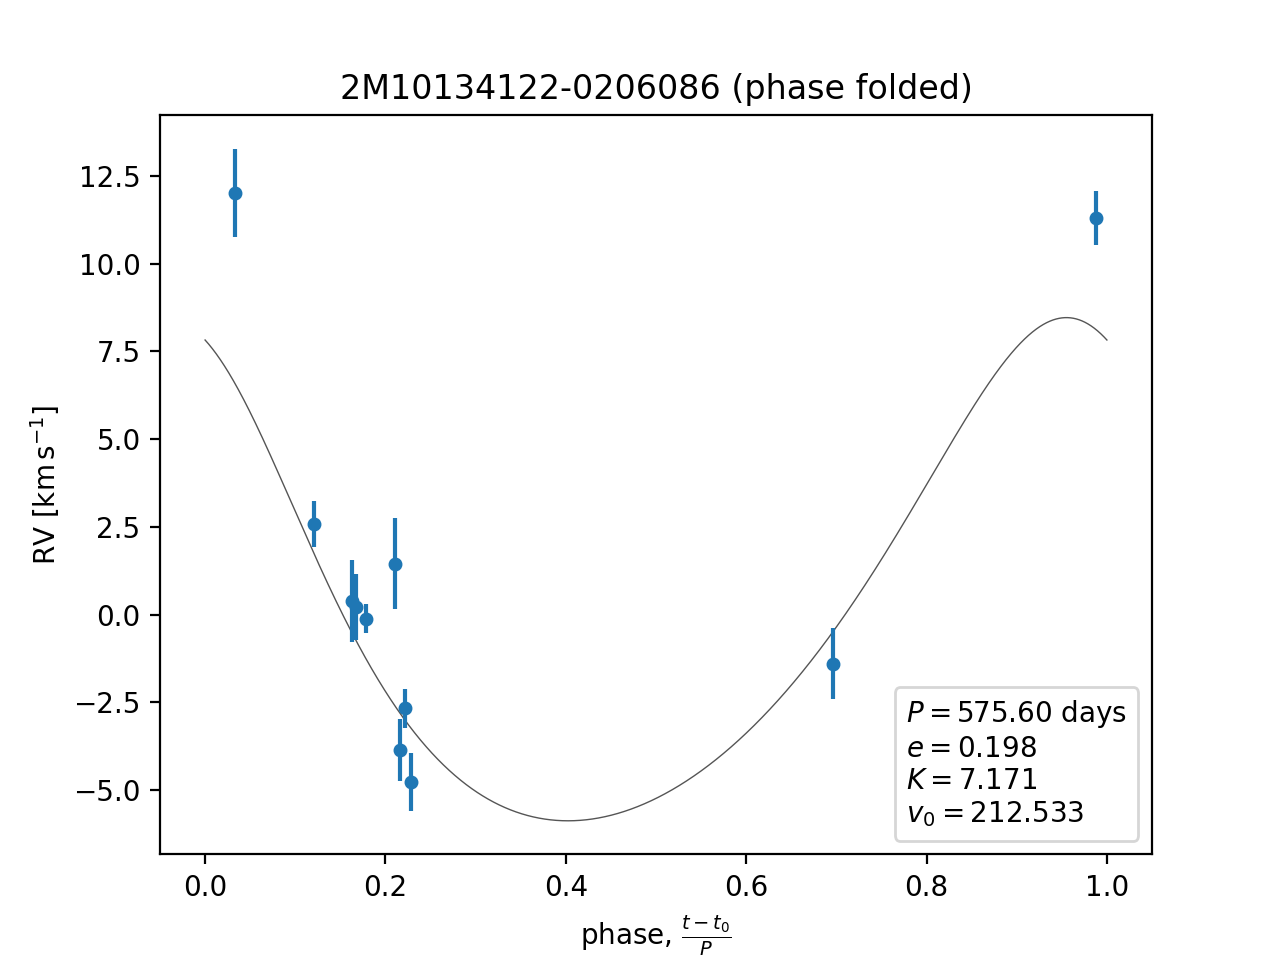 2M10134122-0206086 (phase folded)
RV [km s⁻¹]
12.5
10.0
7.5
5.0
2.5
0.0
−2.5
−5.0
P = 575.60 days
e = 0.198
K = 7.171
v₀ = 212.533
0.0 0.2 0.4 0.6 0.8 1.0
phase, (t − t₀)/P